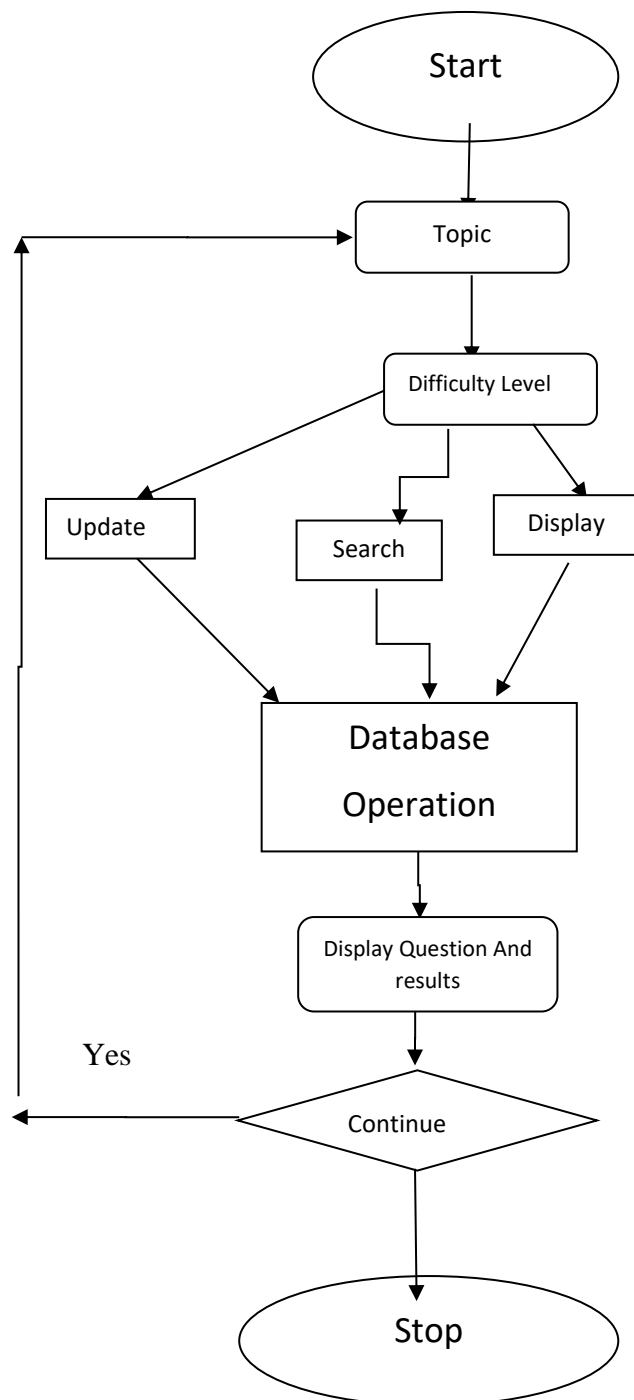 Start
Topic
Difficulty Level
Update
Search
Display
Database
Operation
Display Question And
results
Yes
Continue
Stop